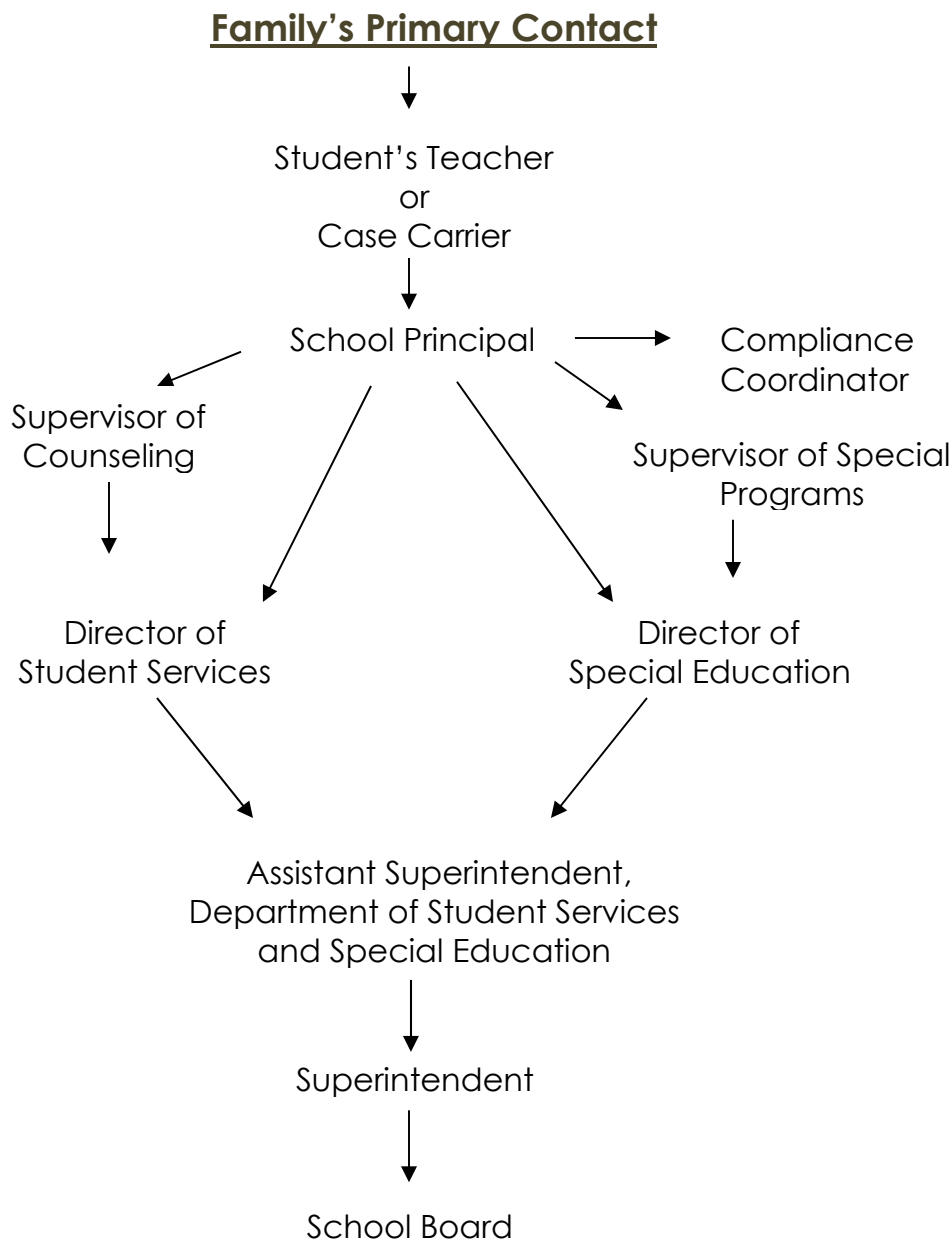 Family’s Primary Contact
Student’s Teacher
or
Case Carrier
School Principal
Compliance
Coordinator
Supervisor of
Counseling
Supervisor of Special
Programs
Director of
Student Services
Director of
Special Education
Assistant Superintendent,
Department of Student Services
and Special Education
Superintendent
School Board